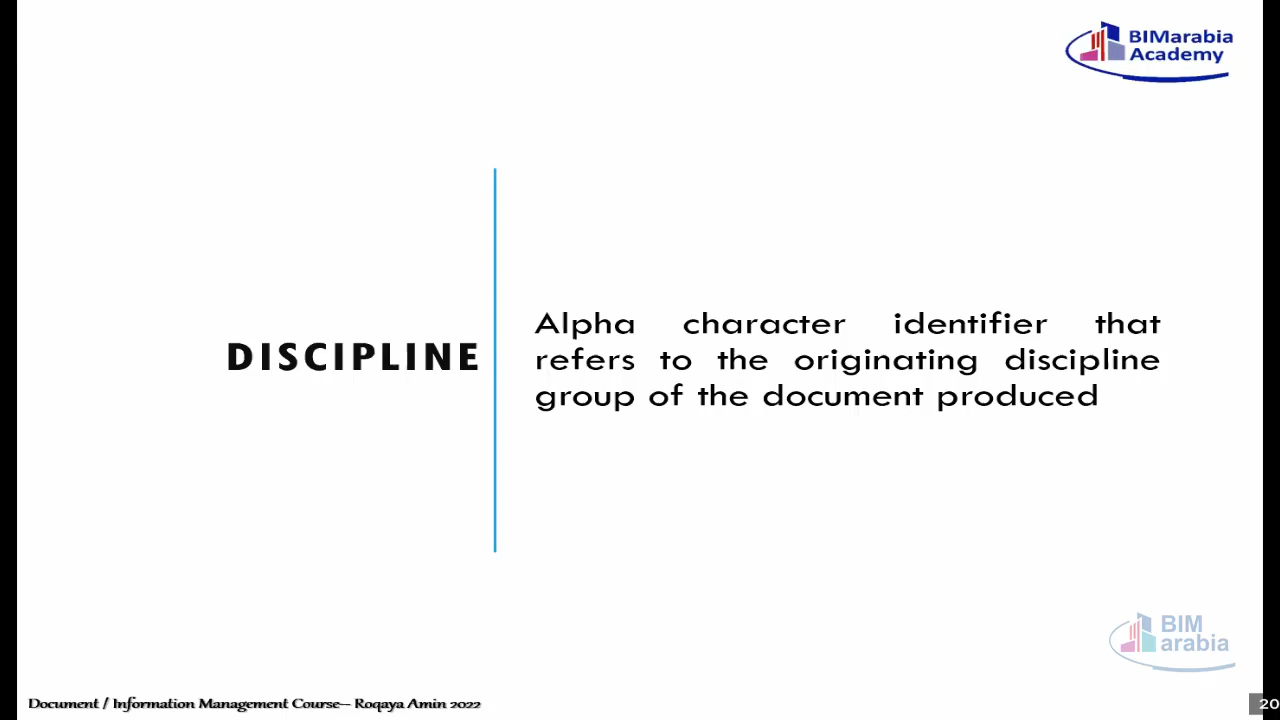 BIMarabia
Academy
DISCIPLINE
Alpha character identifier that
refers to the originating discipline
group of the document produced
BIM
arabia
Document / Information Management Course-- Roqaya Amin 2022
20